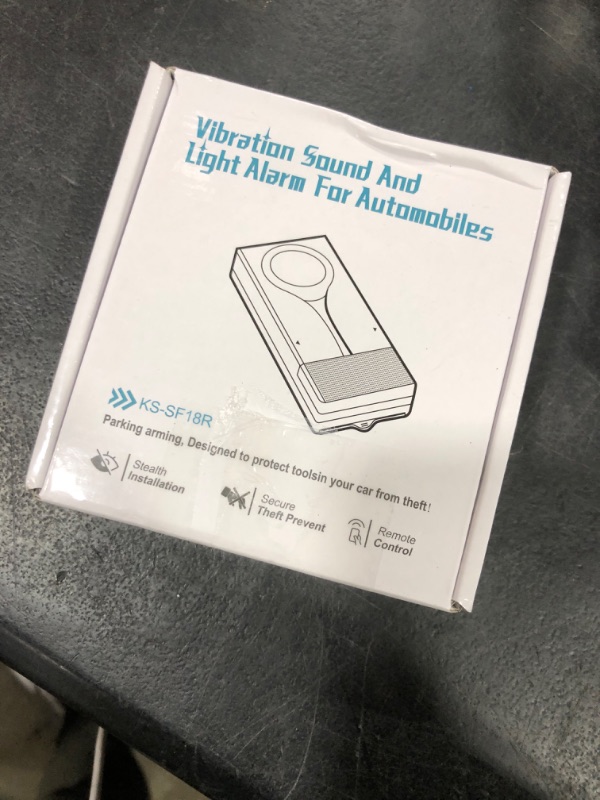 Vibration Sound And
Light Alarm For Automobiles
KS-SF18R
Parking arming, Designed to protect toolsin your car from theft!
Stealth
Installation
Secure
Theft Prevent
Remote
Control